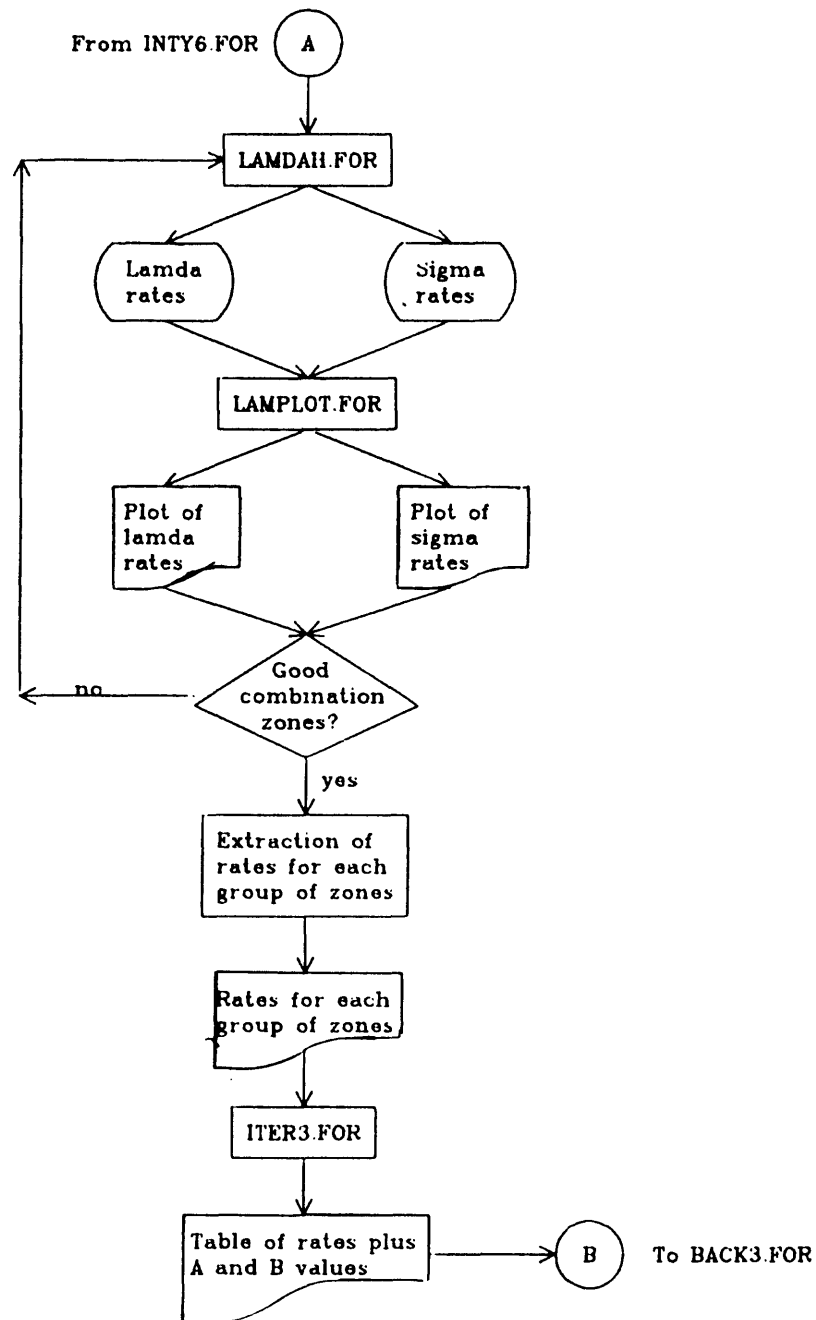 From INTY6.FOR
A
LAMDAH.FOR
Lamda
rates
Sigma
rates
LAMPLOT.FOR
Plot of
lamda
rates
Plot of
sigma
rates
Good
combination
zones?
no
yes
Extraction of
rates for each
group of zones
Rates for each
group of zones
ITER3.FOR
Table of rates plus
A and B values
B
To BACK3.FOR